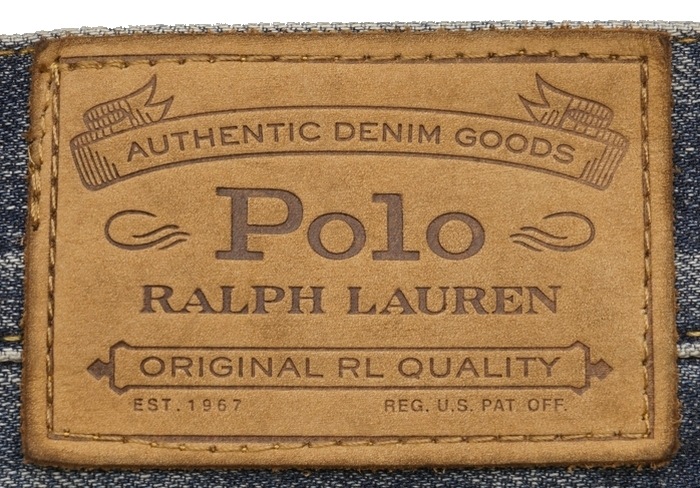 AUTHENTIC DENIM GOODS
Polo
RALPH LAUREN
ORIGINAL RL QUALITY
EST. 1967 REG. U.S. PAT. OFF.